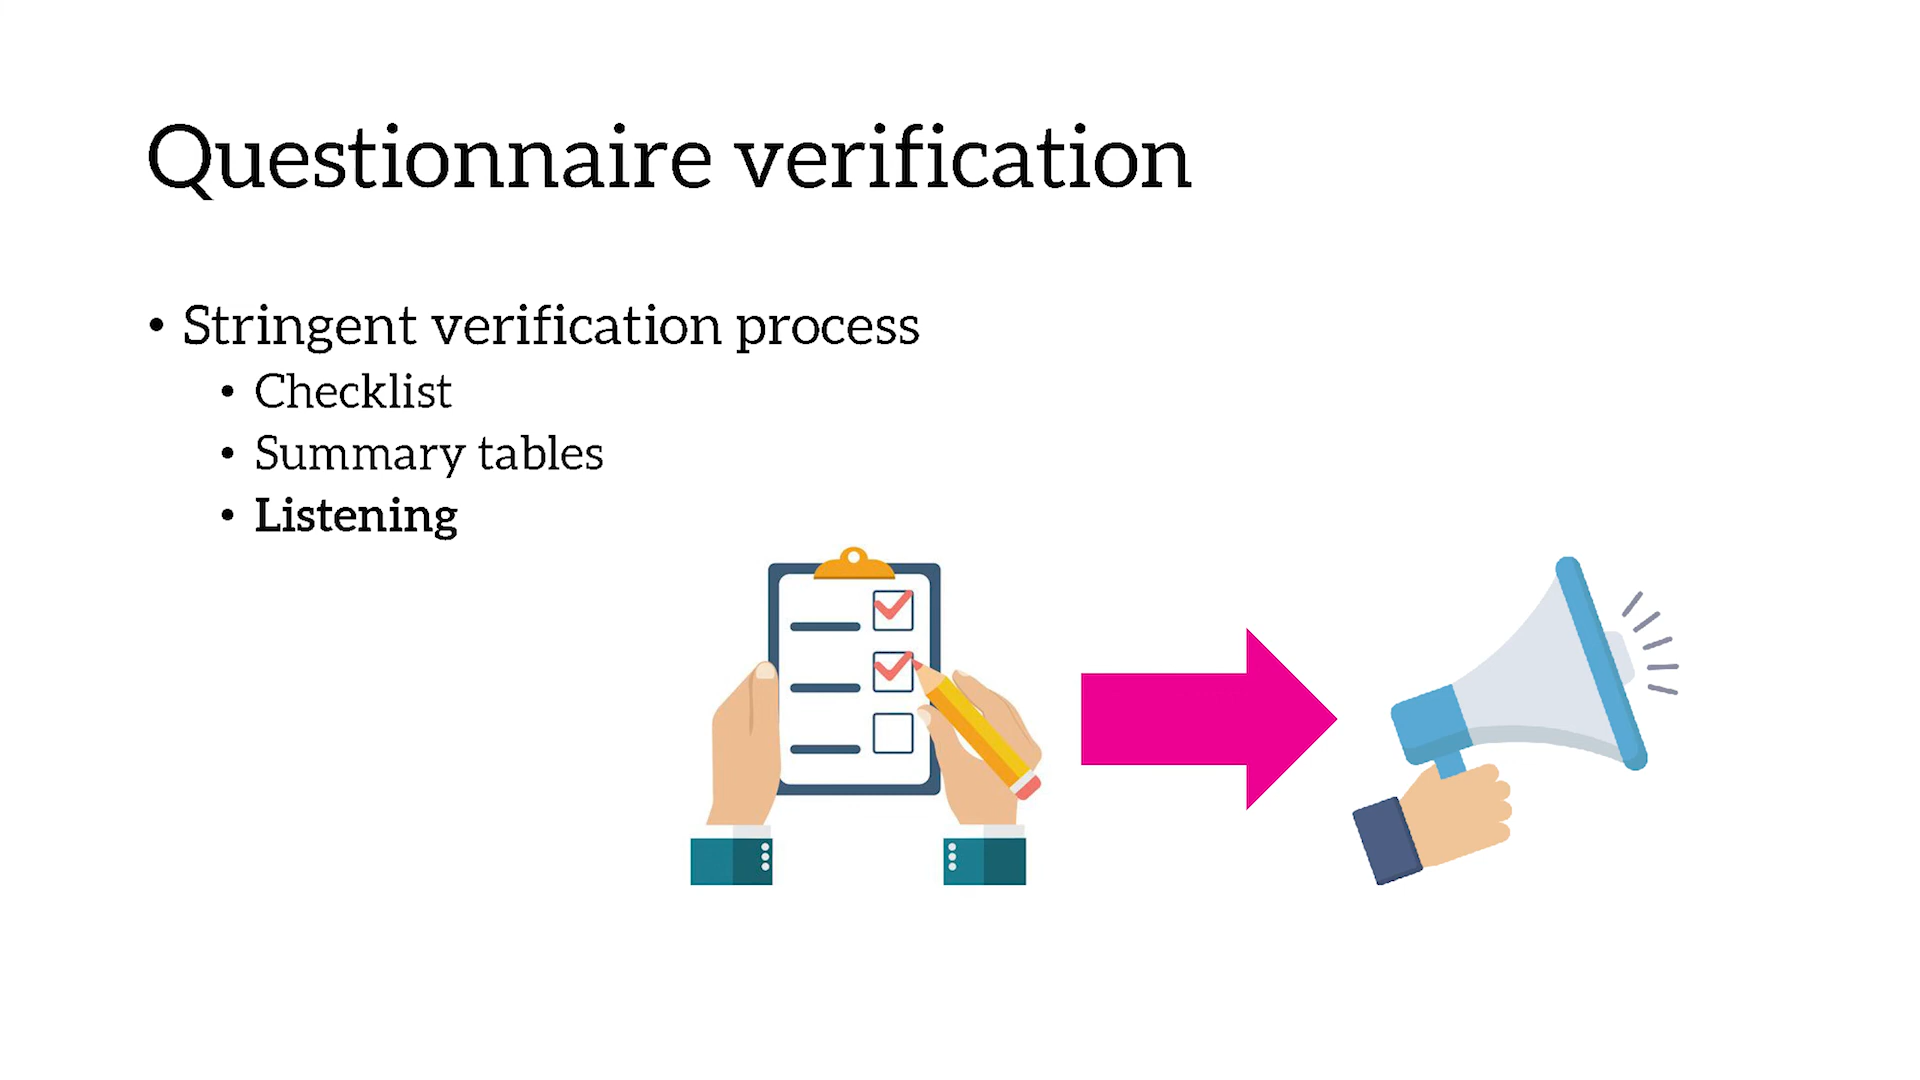 Questionnaire verification
• Stringent verification process
• Checklist
• Summary tables
• Listening